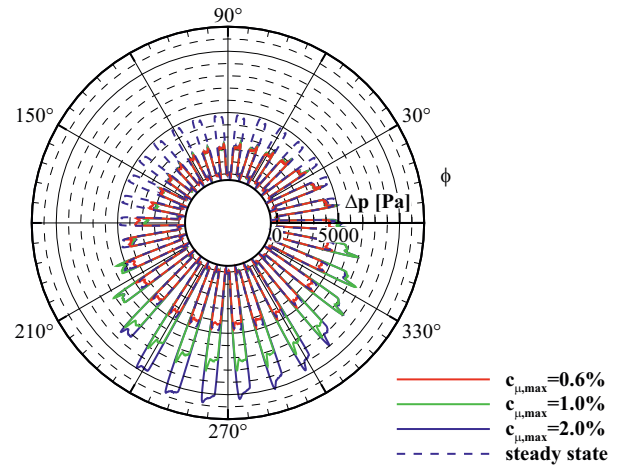 90°
150°
30°
ϕ
Δp [Pa]
0 5000
210°
330°
270°
c_μ,max=0.6%
c_μ,max=1.0%
c_μ,max=2.0%
steady state